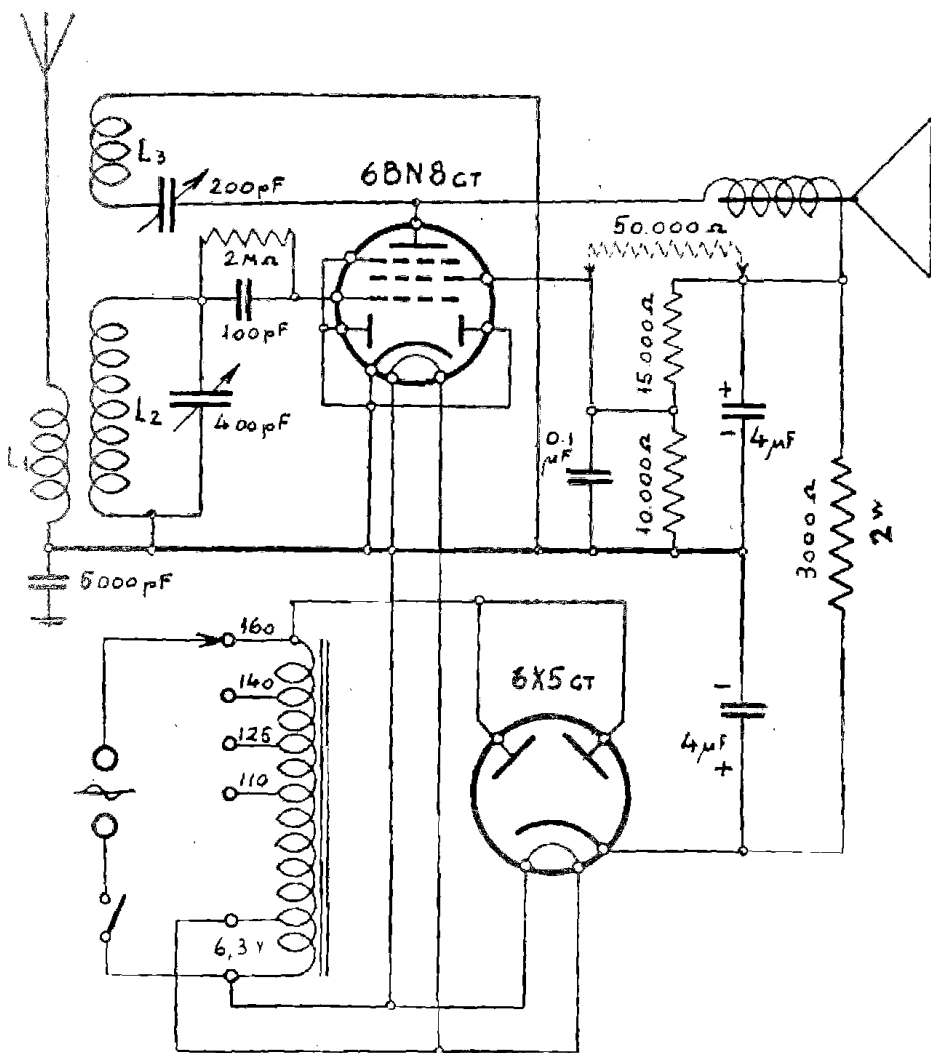 L3
200pF
6BN8GT
2MΩ
50.000Ω
100pF
L2
400pF
15.000Ω
+
-
4µF
0.1
µF
10.000Ω
3000Ω
2W
L1
5000pF
160
140
125
110
6,3V
6X5GT
-
4µF
+